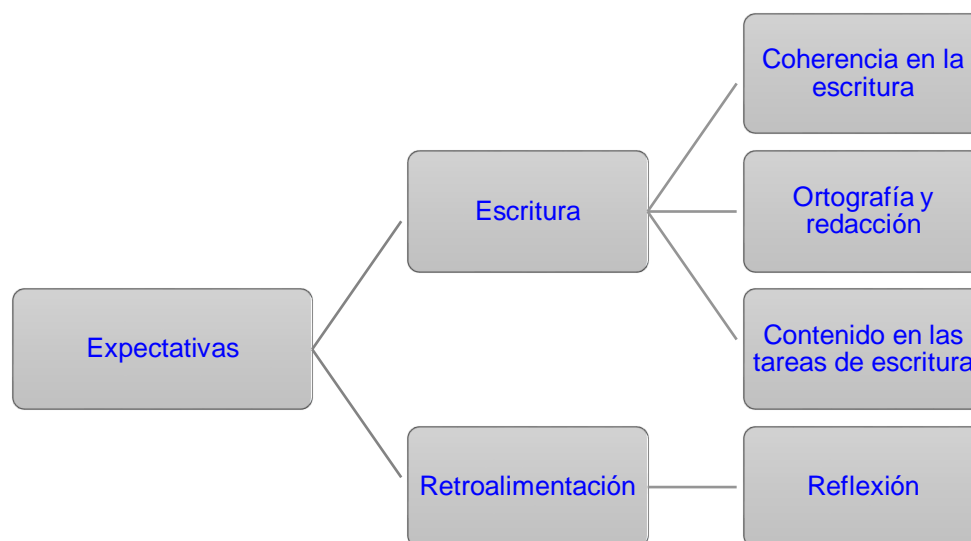 Coherencia en la
escritura
Escritura
Ortografía y
redacción
Expectativas
Contenido en las
tareas de escritura
Retroalimentación
Reflexión